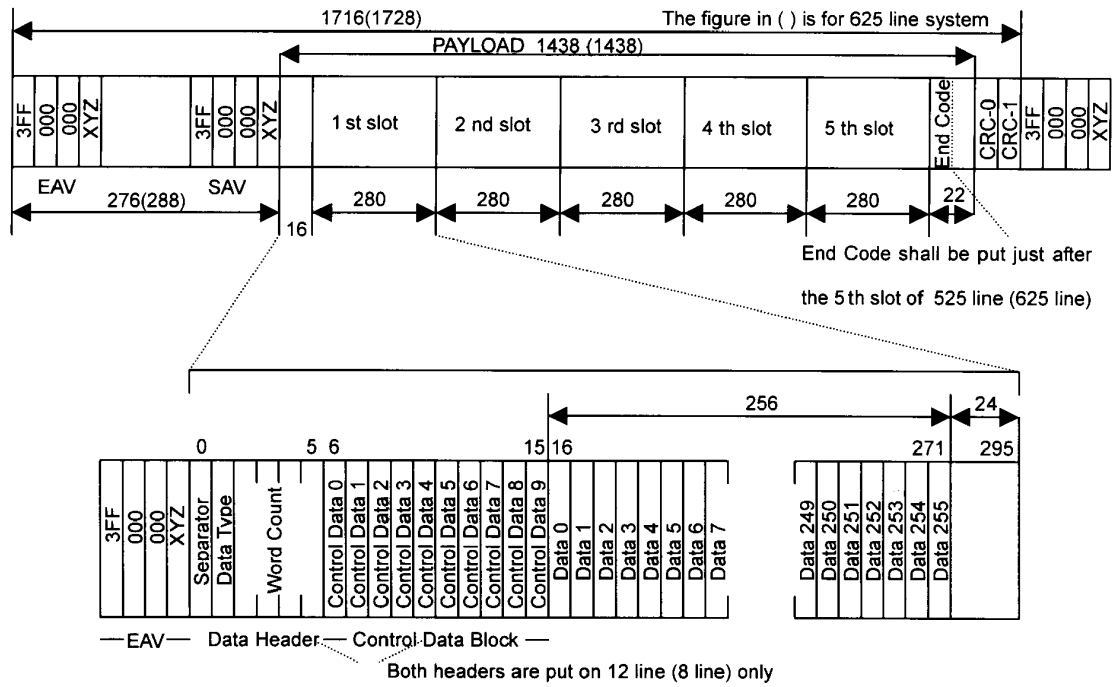 1716(1728) The figure in ( ) is for 625 line system
PAYLOAD 1438 (1438)
3FF 000 000 XYZ 3FF 000 000 XYZ 1 st slot 2 nd slot 3 rd slot 4 th slot 5 th slot End Code CRC-0 CRC-1 3FF 000 000 XYZ
EAV SAV
276(288) 280 280 280 280 280 22
16
End Code shall be put just after
the 5 th slot of 525 line (625 line)
256 24
0 5 6 15 16 271 295
3FF 000 000 XYZ Separator Data Type Word Count Control Data 0 Control Data 1 Control Data 2 Control Data 3 Control Data 4 Control Data 5 Control Data 6 Control Data 7 Control Data 8 Control Data 9 Data 0 Data 1 Data 2 Data 3 Data 4 Data 5 Data 6 Data 7 Data 249 Data 250 Data 251 Data 252 Data 253 Data 254 Data 255
EAV Data Header Control Data Block
Both headers are put on 12 line (8 line) only